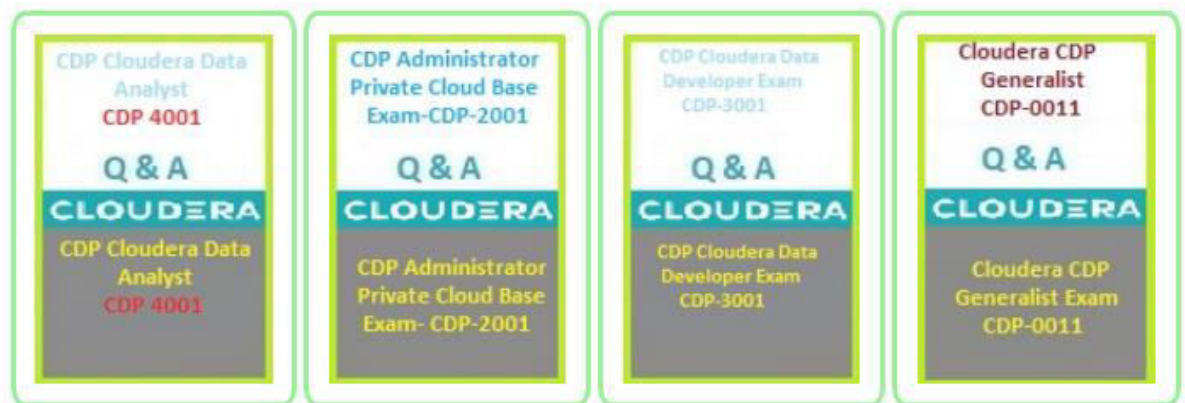 CDP Cloudera Data
Analyst
CDP 4001
Q & A
CLOUDERA
CDP Cloudera Data
Analyst
CDP 4001
CDP Administrator
Private Cloud Base
Exam-CDP-2001
Q & A
CLOUDERA
CDP Administrator
Private Cloud Base
Exam- CDP-2001
CDP Cloudera Data
Developer Exam
CDP-3001
Q & A
CLOUDERA
CDP Cloudera Data
Developer Exam
CDP-3001
Cloudera CDP
Generalist
CDP-0011
Q & A
CLOUDERA
Cloudera CDP
Generalist Exam
CDP-0011